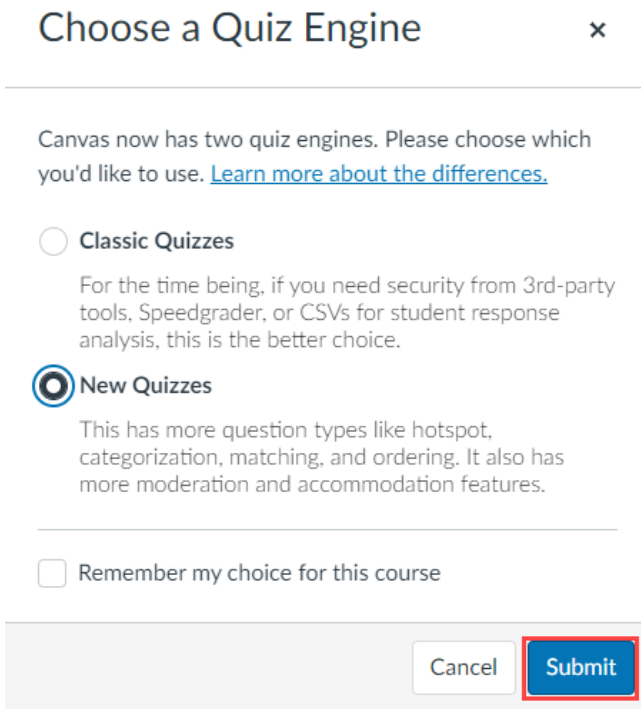 Choose a Quiz Engine ×
Canvas now has two quiz engines. Please choose which
you'd like to use. Learn more about the differences.
Classic Quizzes
For the time being, if you need security from 3rd-party
tools, Speedgrader, or CSVs for student response
analysis, this is the better choice.
New Quizzes
This has more question types like hotspot,
categorization, matching, and ordering. It also has
more moderation and accommodation features.
Remember my choice for this course
Cancel Submit